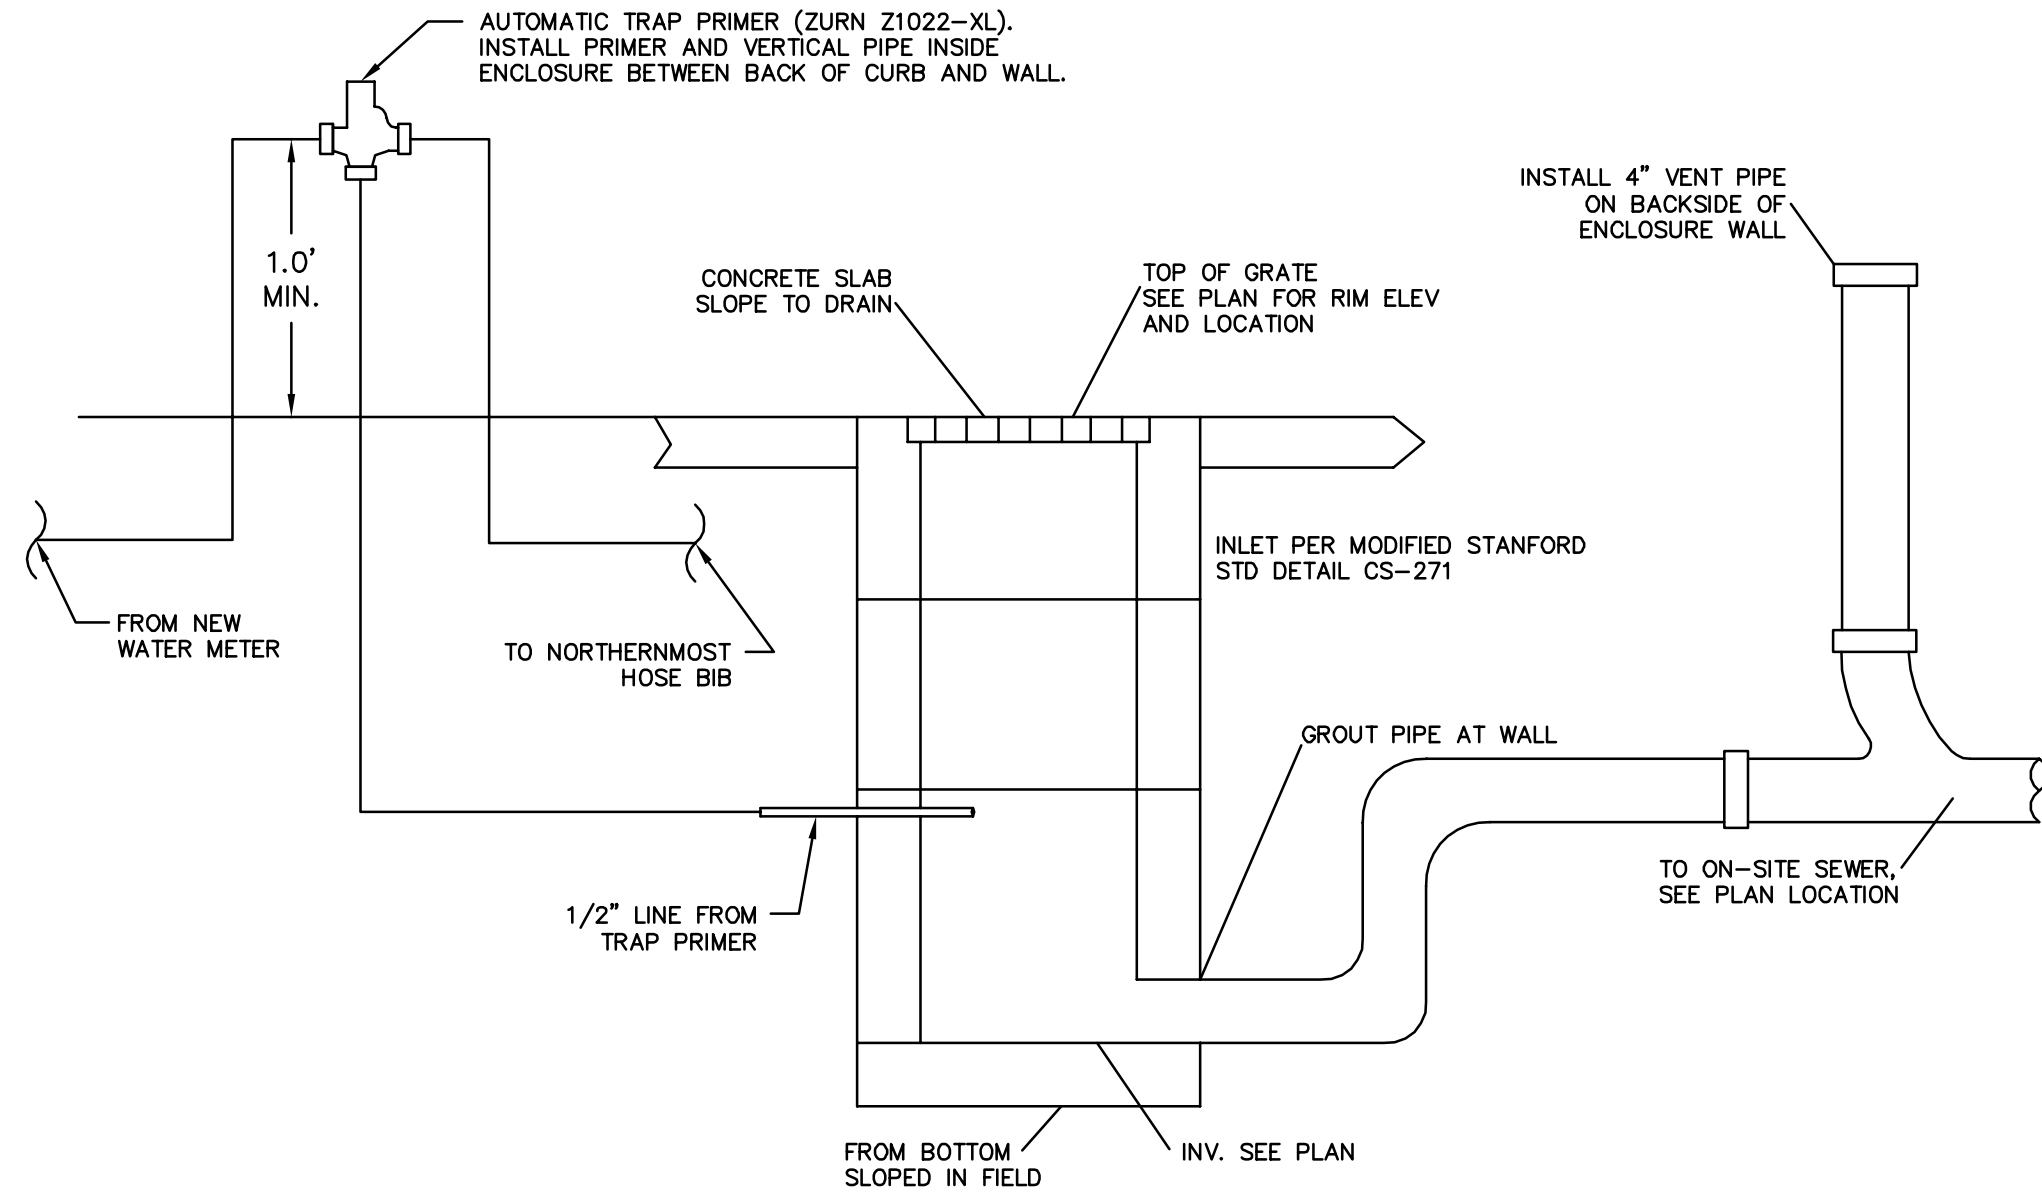 AUTOMATIC TRAP PRIMER (ZURN Z1022-XL).
INSTALL PRIMER AND VERTICAL PIPE INSIDE
ENCLOSURE BETWEEN BACK OF CURB AND WALL.
INSTALL 4" VENT PIPE
ON BACKSIDE OF
ENCLOSURE WALL
1.0'
MIN.
CONCRETE SLAB
SLOPE TO DRAIN
TOP OF GRATE
SEE PLAN FOR RIM ELEV
AND LOCATION
INLET PER MODIFIED STANFORD
STD DETAIL CS-271
FROM NEW
WATER METER
TO NORTHERNMOST
HOSE BIB
GROUT PIPE AT WALL
TO ON-SITE SEWER,
SEE PLAN LOCATION
1/2" LINE FROM
TRAP PRIMER
FROM BOTTOM
SLOPED IN FIELD
INV. SEE PLAN